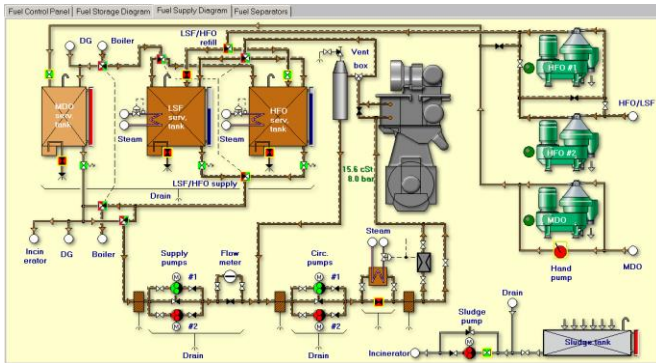 Fuel Control Panel
Fuel Storage Diagram
Fuel Supply Diagram
Fuel Separators
DG
Boiler
LSF/HFO
refill
Vent
box
MDO
serv.
tank
LSF
serv.
tank
HFO
serv.
tank
Steam
Steam
HFO #1
HFO/LSF
HFO #2
15.6 cSt
8.0 bar
LSF/HFO supply
Drain
MDO
Incin
erator
DG
Boiler
Hand
pump
MDO
Supply
pumps
#1
#2
Flow
meter
Circ.
pumps
#1
#2
Steam
Drain
Drain
Drain
Sludge
pump
Sludge tank
Incinerator
M
M
M
M
M